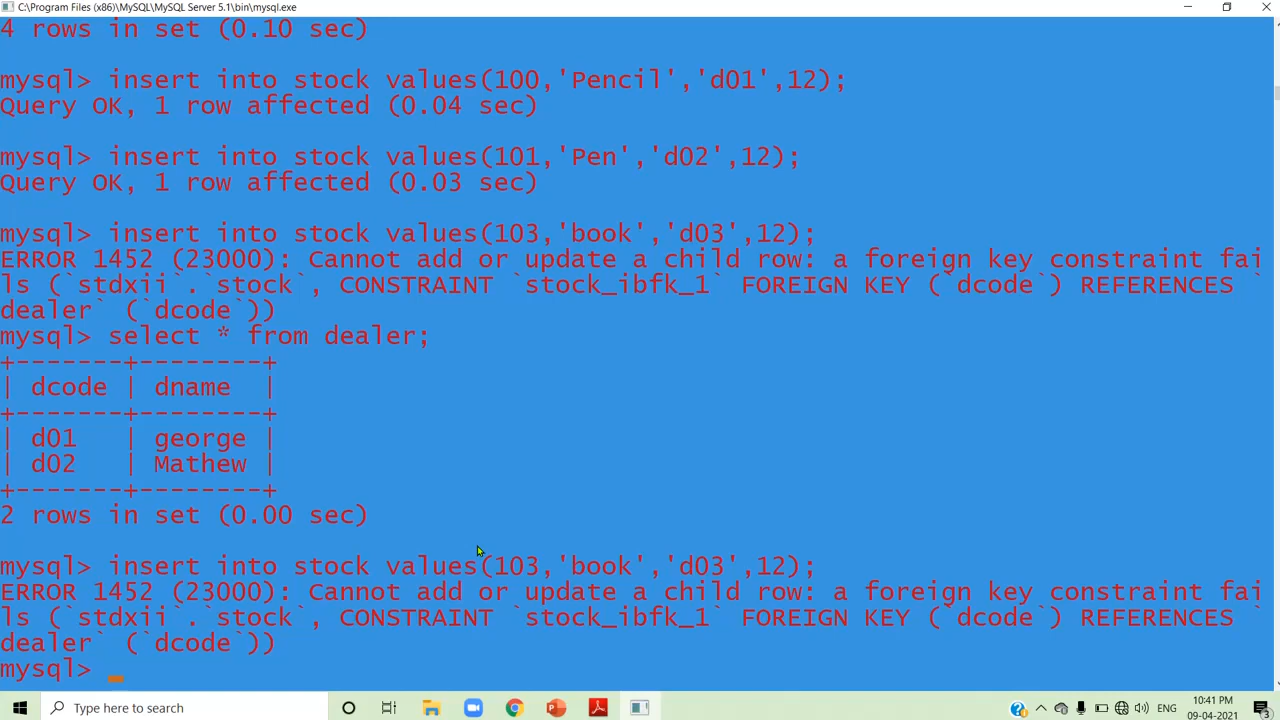 C:\Program Files (x86)\MySQL\MySQL Server 5.1\bin\mysql.exe
4 rows in set (0.10 sec)
mysql> insert into stock values(100,'Pencil','d01',12);
Query OK, 1 row affected (0.04 sec)
mysql> insert into stock values(101,'Pen','d02',12);
Query OK, 1 row affected (0.03 sec)
mysql> insert into stock values(103,'book','d03',12);
ERROR 1452 (23000): Cannot add or update a child row: a foreign key constraint fai
ls (`stdxii`.`stock`, CONSTRAINT `stock_ibfk_1` FOREIGN KEY (`dcode`) REFERENCES `
dealer` (`dcode`))
mysql> select * from dealer;
+-------+--------+
| dcode | dname  |
+-------+--------+
| d01   | george |
| d02   | Mathew |
+-------+--------+
2 rows in set (0.00 sec)
mysql> insert into stock values(103,'book','d03',12);
ERROR 1452 (23000): Cannot add or update a child row: a foreign key constraint fai
ls (`stdxii`.`stock`, CONSTRAINT `stock_ibfk_1` FOREIGN KEY (`dcode`) REFERENCES `
dealer` (`dcode`))
mysql>
Type here to search
ENG
10:41 PM
09-04-2021
3